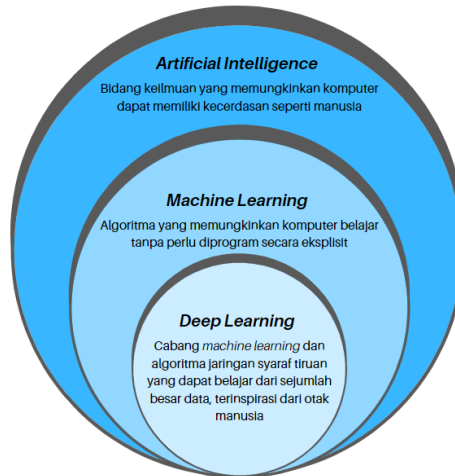 Artificial Intelligence
Bidang keilmuan yang memungkinkan komputer
dapat memiliki kecerdasan seperti manusia
Machine Learning
Algoritma yang memungkinkan komputer belajar
tanpa perlu diprogram secara eksplisit
Deep Learning
Cabang machine learning dan
algoritma jaringan syaraf tiruan
yang dapat belajar dari sejumlah
besar data, terinspirasi dari otak
manusia